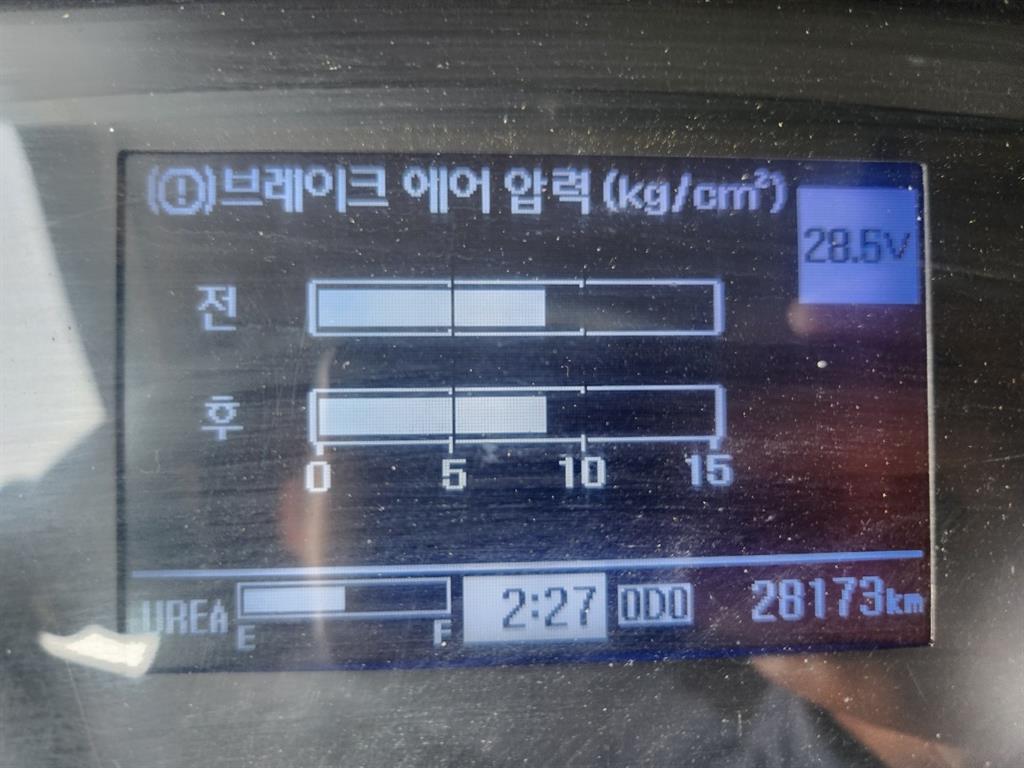 (!) 브레이크 에어 압력 (kg/cm²)
28.5V
전
후
0 5 10 15
UREA E F 2:27 ODO 28173km